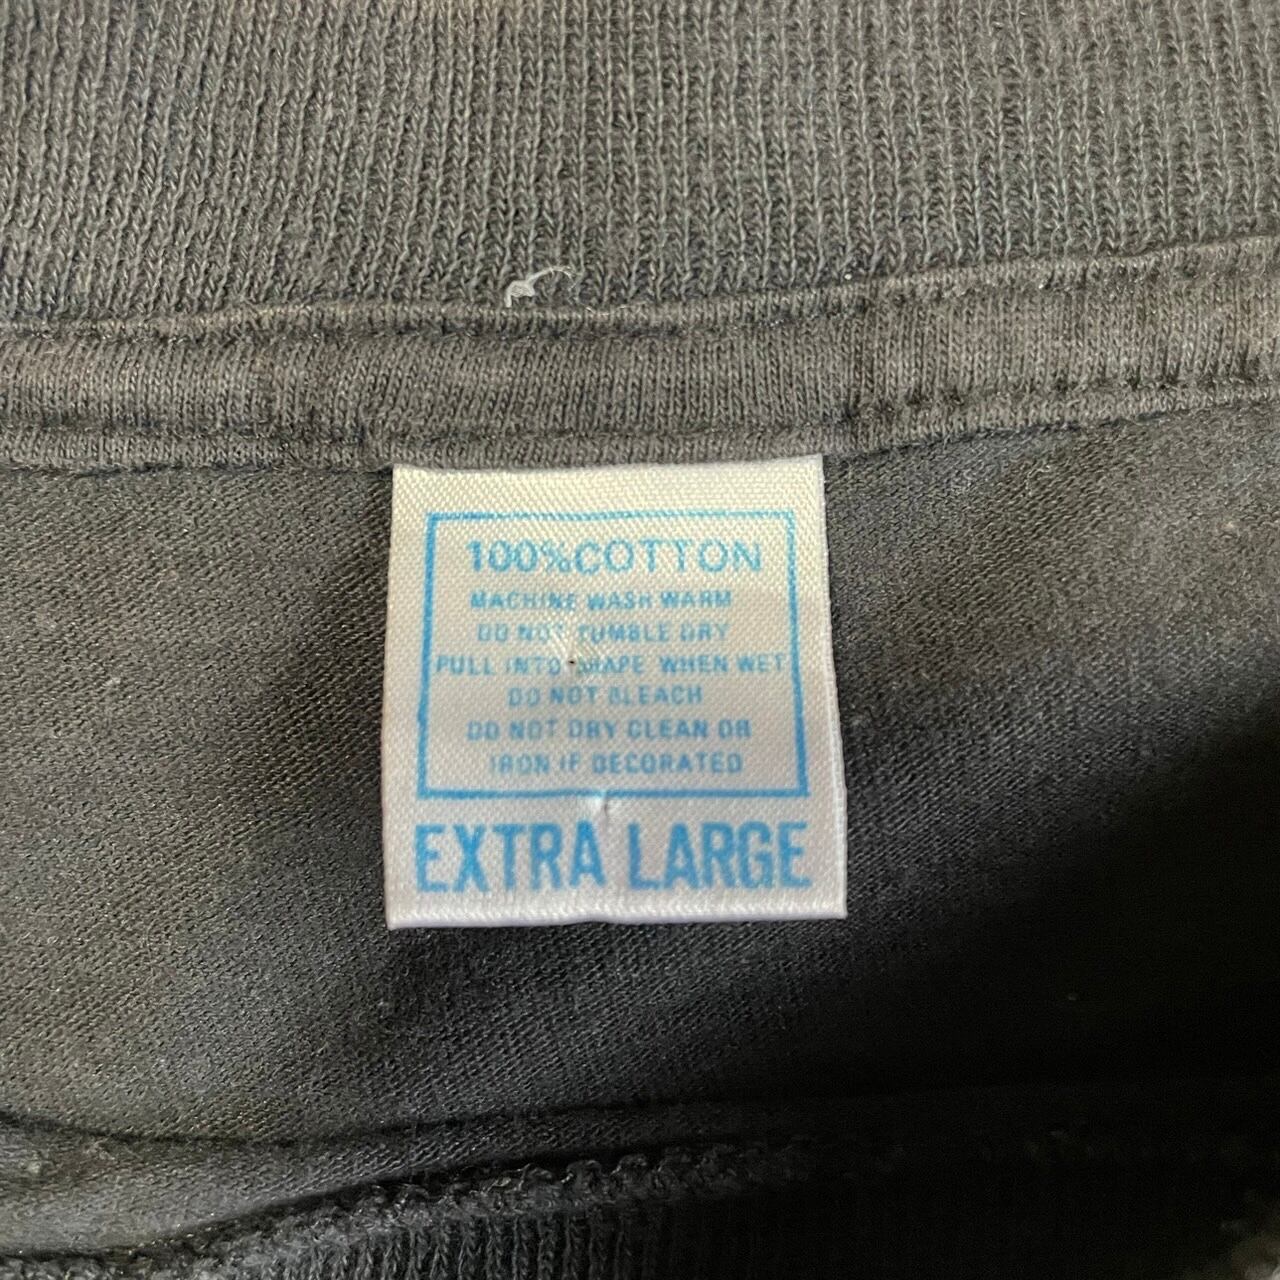 100%COTTON
MACHINE WASH WARM
DO NOT TUMBLE DRY
PULL INTO SHAPE WHEN WET
DO NOT BLEACH
DO NOT DRY CLEAN OR
IRON IF DECORATED
EXTRA LARGE